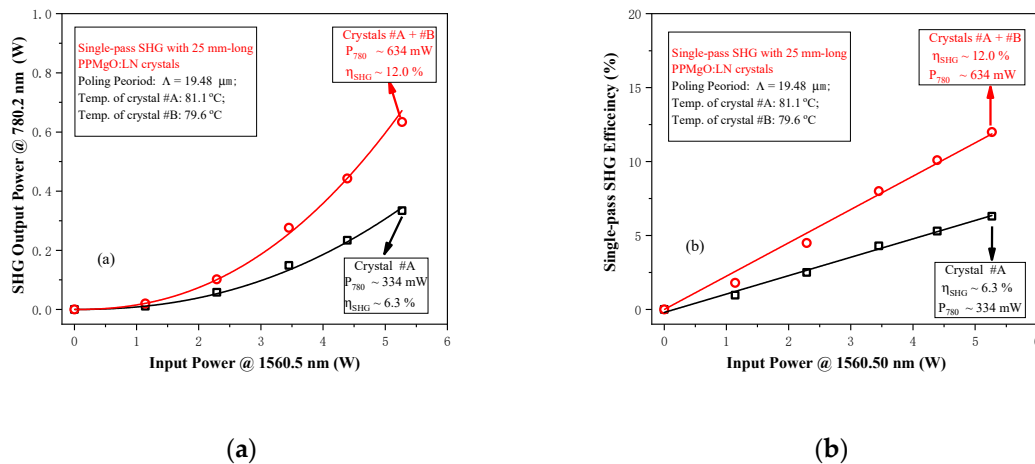 Single-pass SHG with 25 mm-long
PPMgO:LN crystals
Poling Peoriod: Λ = 19.48 μm;
Temp. of crystal #A: 81.1 °C;
Temp. of crystal #B: 79.6 °C
Crystals #A + #B
P780 ~ 634 mW
ηSHG ~ 12.0 %
(a)
Crystal #A
P780 ~ 334 mW
ηSHG ~ 6.3 %
SHG Output Power @ 780.2 nm (W)
1.0
0.8
0.6
0.4
0.2
0.0
0 1 2 3 4 5 6
Input Power @ 1560.5 nm (W)
(a)
Single-pass SHG with 25 mm-long
PPMgO:LN crystals
Poling Peoriod: Λ = 19.48 μm;
Temp. of crystal #A: 81.1 °C;
Temp. of crystal #B: 79.6 °C
Crystals #A + #B
ηSHG ~ 12.0 %
P780 ~ 634 mW
(b)
Crystal #A
ηSHG ~ 6.3 %
P780 ~ 334 mW
Single-pass SHG Efficeincy (%)
20
15
10
5
0
0 1 2 3 4 5 6
Input Power @ 1560.50 nm (W)
(b)